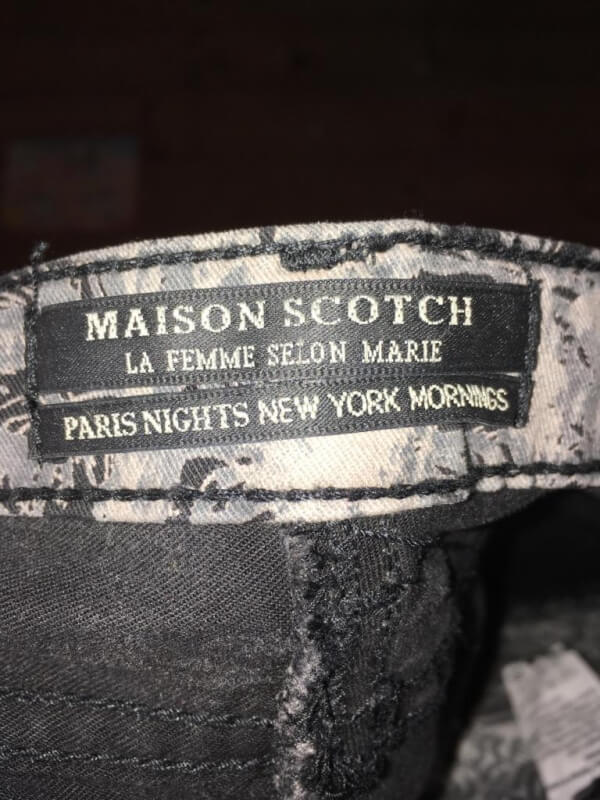 MAISON SCOTCH
LA FEMME SELON MARIE
PARIS NIGHTS NEW YORK MORNINGS